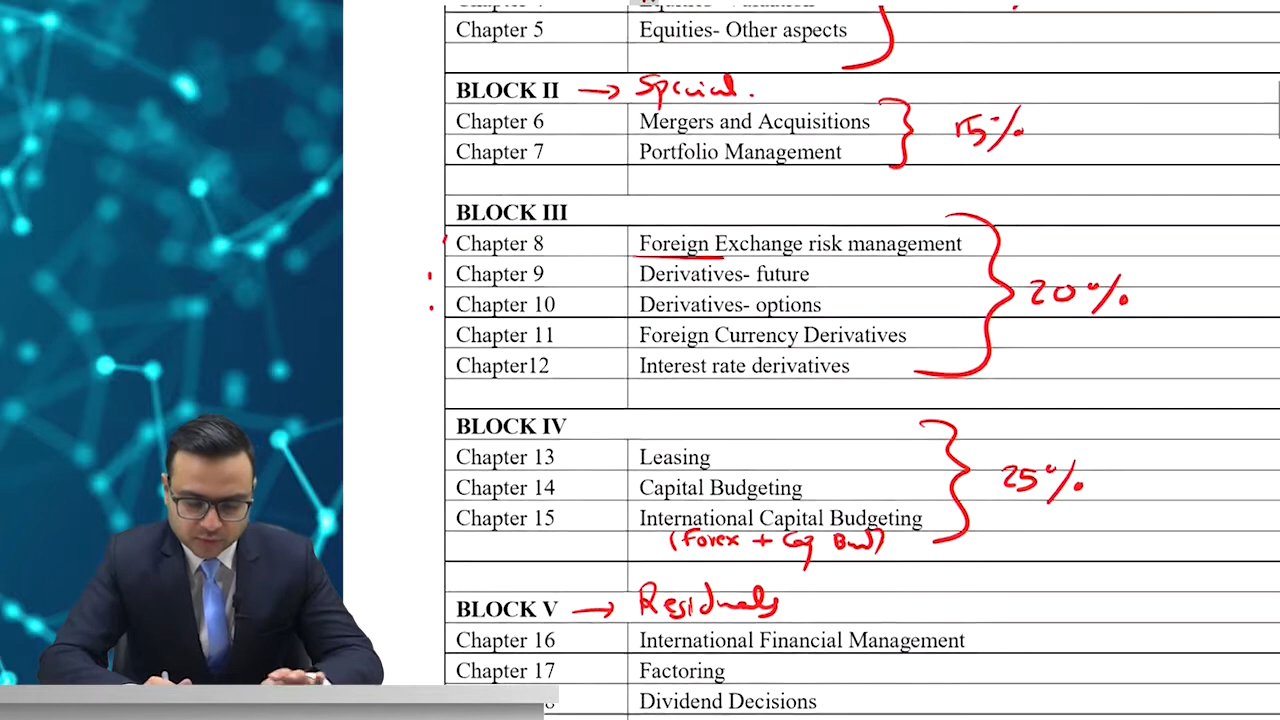 Chapter 5 Equities- Other aspects
BLOCK II → Special.
Chapter 6 Mergers and Acquisitions 15%
Chapter 7 Portfolio Management
BLOCK III
Chapter 8 Foreign Exchange risk management
Chapter 9 Derivatives- future 20%
Chapter 10 Derivatives- options
Chapter 11 Foreign Currency Derivatives
Chapter12 Interest rate derivatives
BLOCK IV
Chapter 13 Leasing
Chapter 14 Capital Budgeting 25%
Chapter 15 International Capital Budgeting
(Forex + Cap Bud)
BLOCK V → Residuals
Chapter 16 International Financial Management
Chapter 17 Factoring
Dividend Decisions